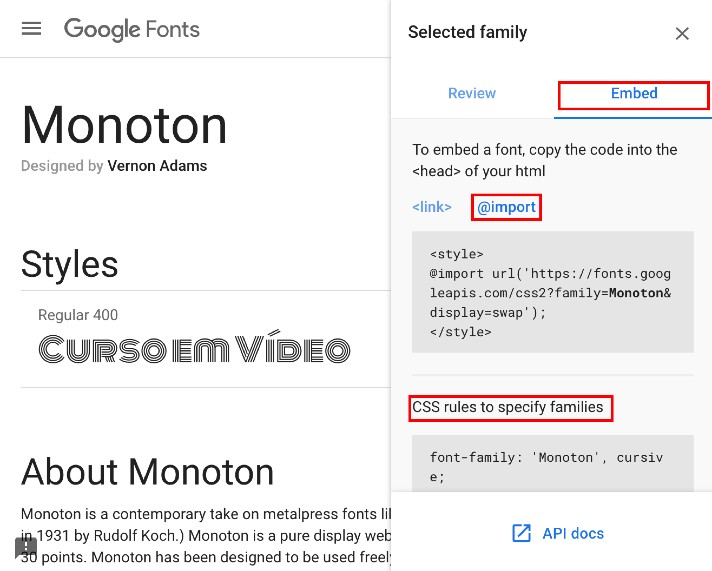 Google Fonts
Monoton
Designed by Vernon Adams
Styles
Regular 400
Curso em Vídeo
About Monoton
Monoton is a contemporary take on metalpress fonts
in 1931 by Rudolf Koch.) Monoton is a pure display web
30 points. Monoton has been designed to be used freely
Selected family
Review
Embed
To embed a font, copy the code into the
<head> of your html
<link>
@import
<style>
@import url('https://fonts.goog
leapis.com/css2?family=Monoton&
display=swap');
</style>
CSS rules to specify families
font-family: 'Monoton', cursiv
e;
API docs